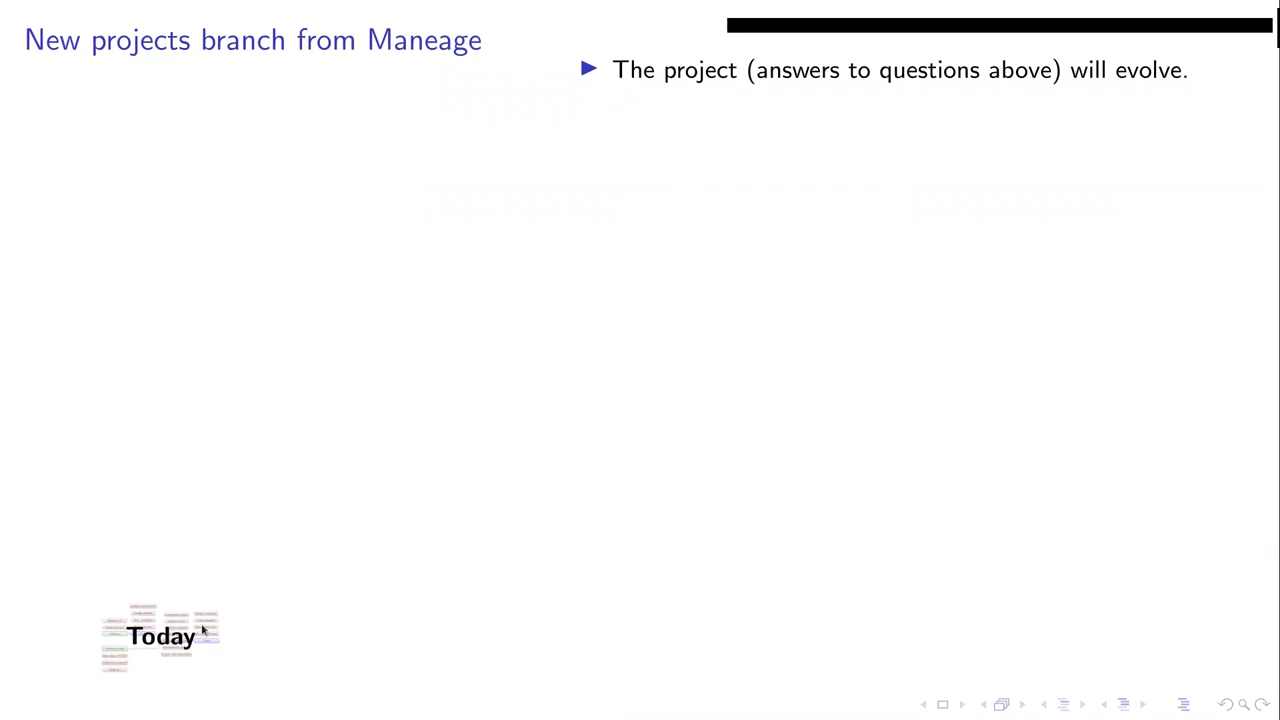 New projects branch from Maneage
The project (answers to questions above) will evolve.
Today